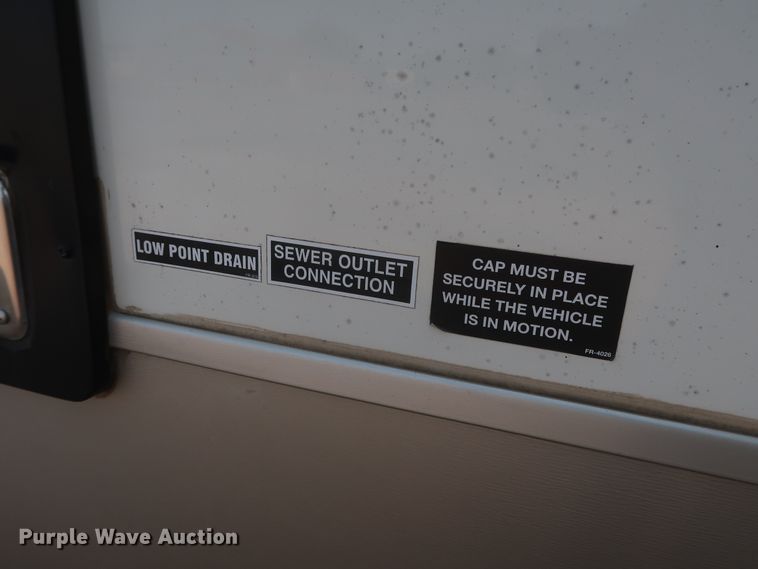 LOW POINT DRAIN
SEWER OUTLET
CONNECTION
CAP MUST BE
SECURELY IN PLACE
WHILE THE VEHICLE
IS IN MOTION.
FR-4026
Purple Wave Auction